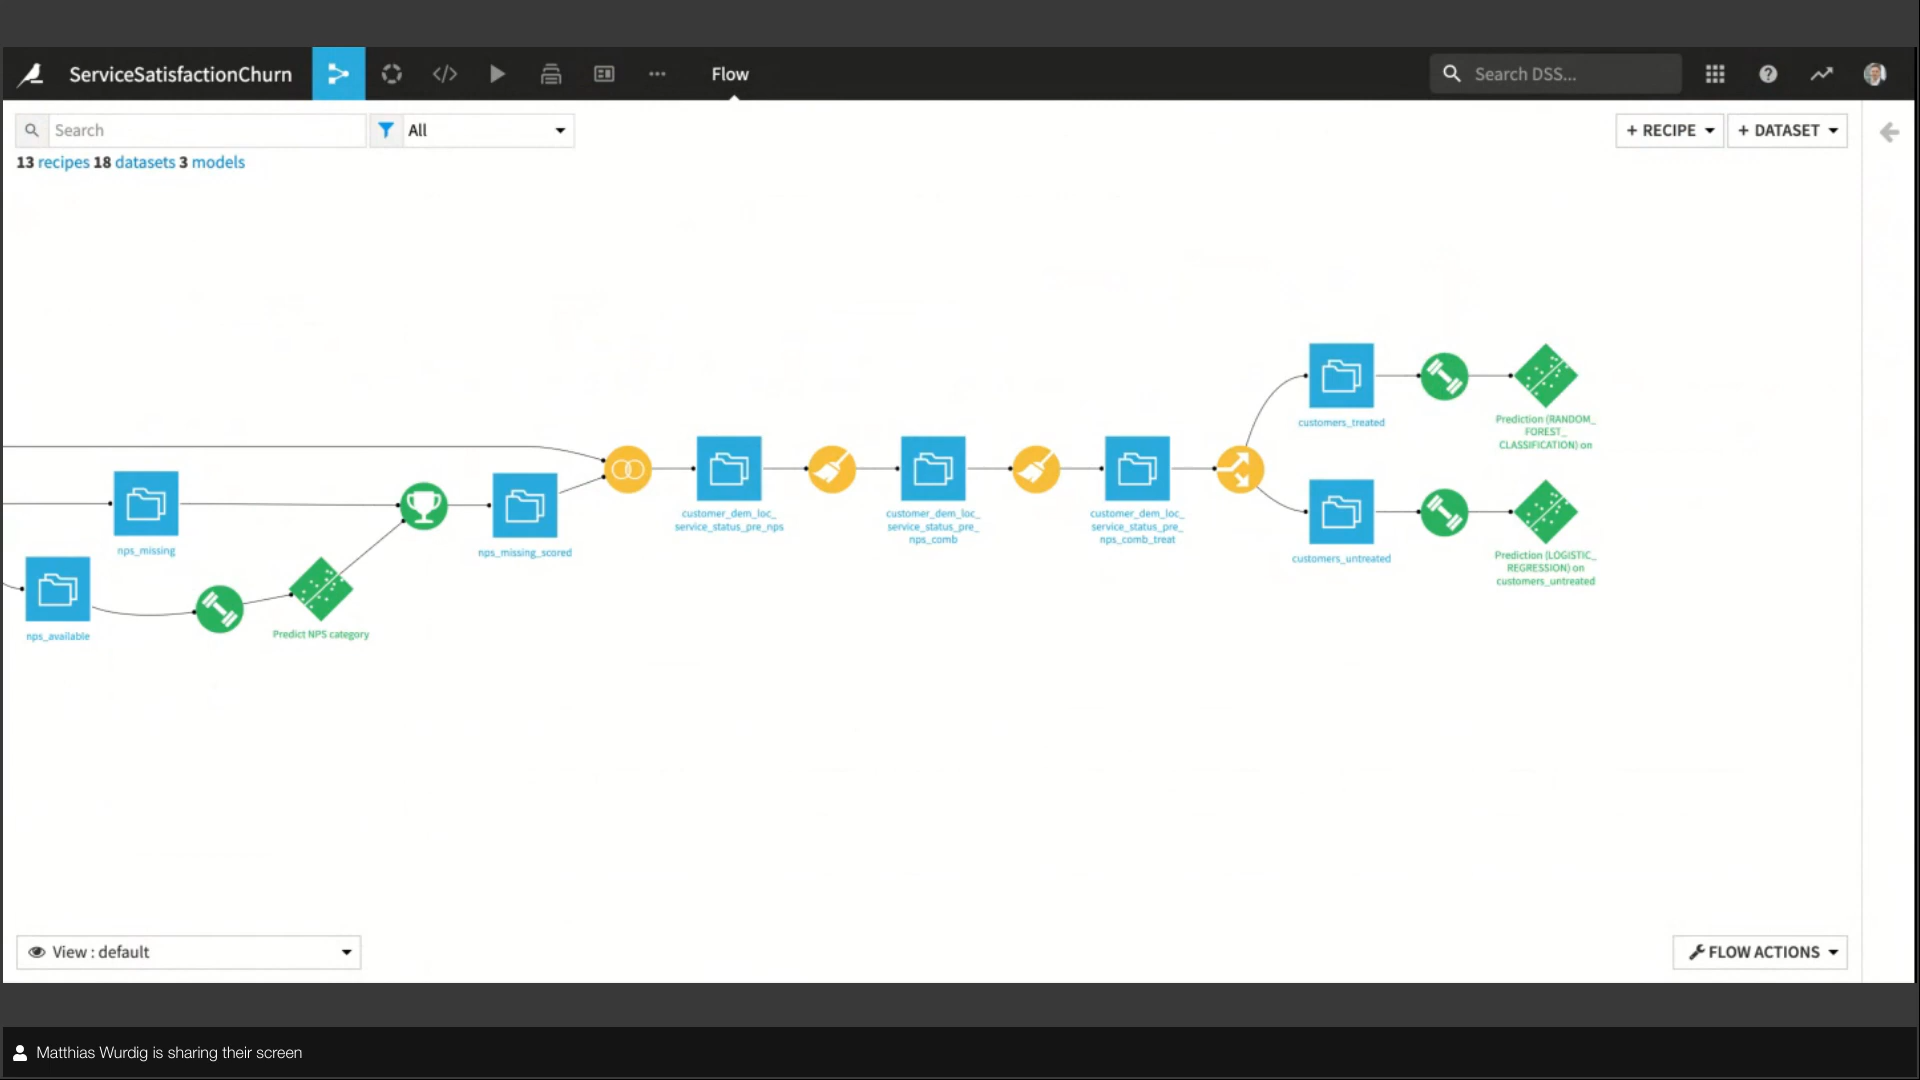 ServiceSatisfactionChurn
Flow
Search DSS...
Search
All
+ RECIPE
+ DATASET
13 recipes 18 datasets 3 models
customers_treated
Prediction (RANDOM_
FOREST_
CLASSIFICATION) on
customer_dem_loc_
service_status_pre_nps
customer_dem_loc_
service_status_pre_
nps_comb
customer_dem_loc_
service_status_pre_
nps_comb_treat
nps_missing
nps_missing_scored
customers_untreated
Prediction (LOGISTIC_
REGRESSION) on
customers_untreated
nps_available
Predict NPS category
View : default
FLOW ACTIONS
Matthias Wurdig is sharing their screen